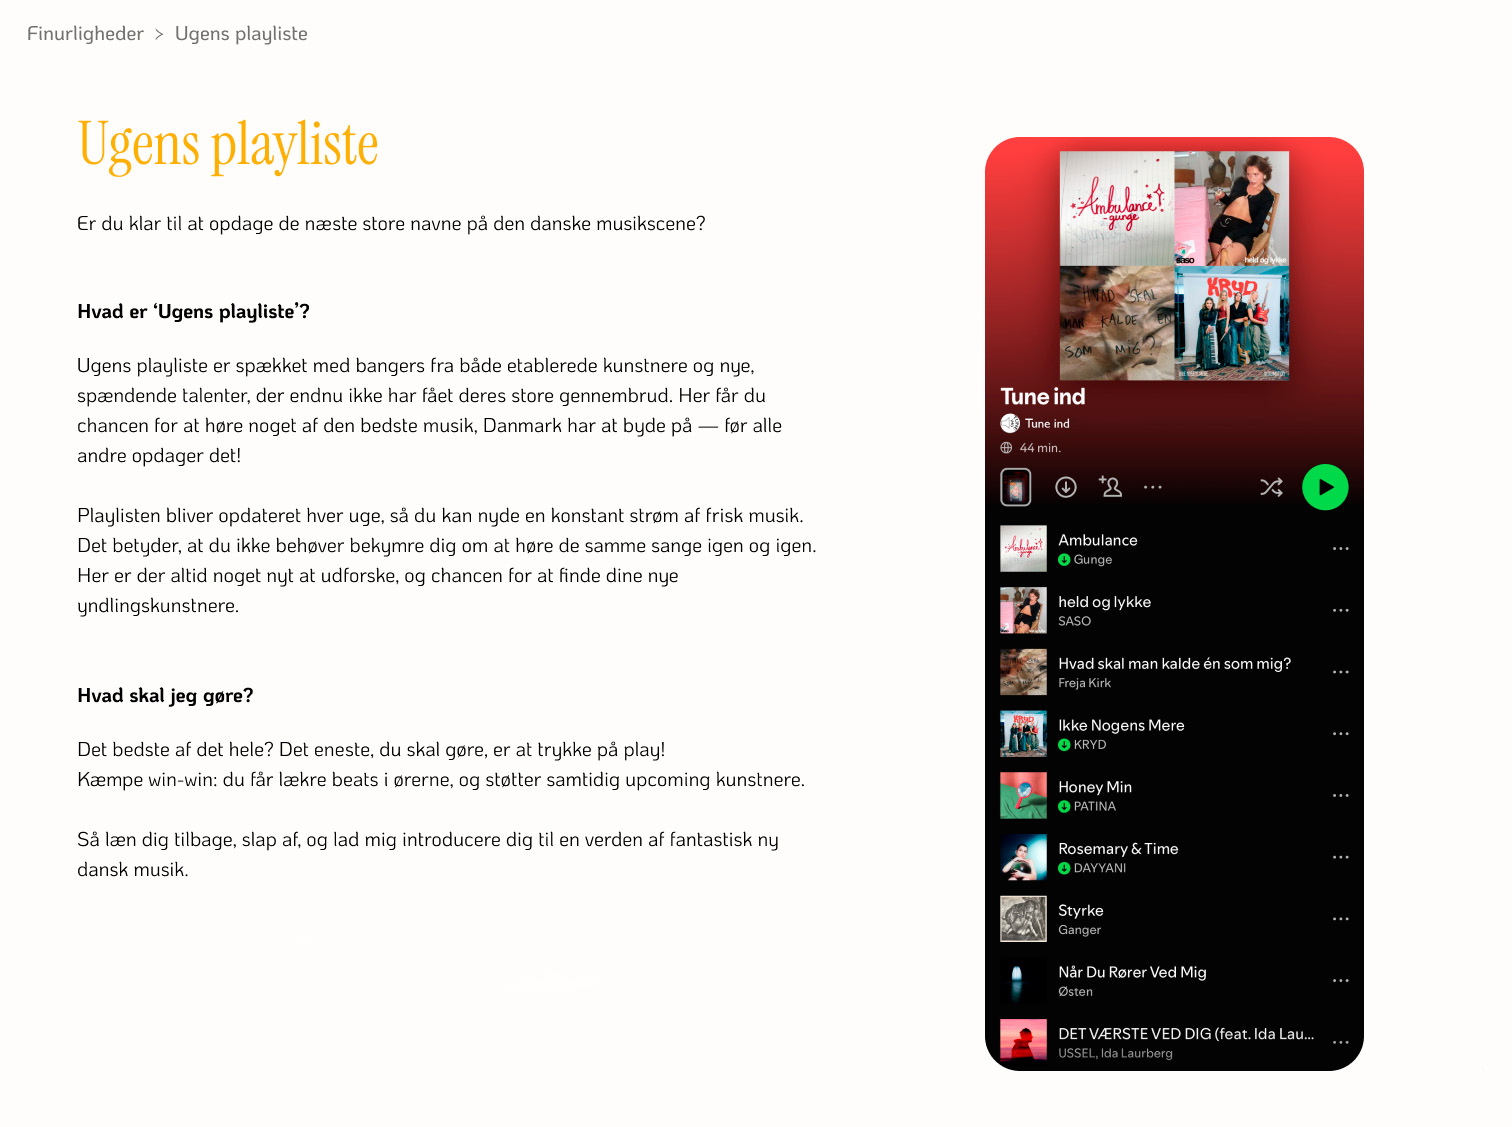 Finurligheder > Ugens playliste
Ugens playliste
Er du klar til at opdage de næste store navne på den danske musikscene?
Hvad er ‘Ugens playliste’?
Ugens playliste er spækket med bangers fra både etablerede kunstnere og nye,
spændende talenter, der endnu ikke har fået deres store gennembrud. Her får du
chancen for at høre noget af den bedste musik, Danmark har at byde på — før alle
andre opdager det!
Playlisten bliver opdateret hver uge, så du kan nyde en konstant strøm af frisk musik.
Det betyder, at du ikke behøver bekymre dig om at høre de samme sange igen og igen.
Her er der altid noget nyt at udforske, og chancen for at finde dine nye
yndlingskunstnere.
Hvad skal jeg gøre?
Det bedste af det hele? Det eneste, du skal gøre, er at trykke på play!
Kæmpe win-win: du får lækre beats i ørerne, og støtter samtidig upcoming kunstnere.
Så læn dig tilbage, slap af, og lad mig introducere dig til en verden af fantastisk ny
dansk musik.
Ambulance!
-gunge
saso
held og lykke
HVAD SKAL
MAN KALDE EN
SOM MIG?
KRYD
Tune ind
Tune ind
44 min.
Ambulance
Gunge
held og lykke
SASO
Hvad skal man kalde én som mig?
Freja Kirk
Ikke Nogens Mere
KRYD
Honey Min
PATINA
Rosemary & Time
DAYYANI
Styrke
Ganger
Når Du Rører Ved Mig
Østen
DET VÆRSTE VED DIG (feat. Ida Lau...
USSEL, Ida Laurberg